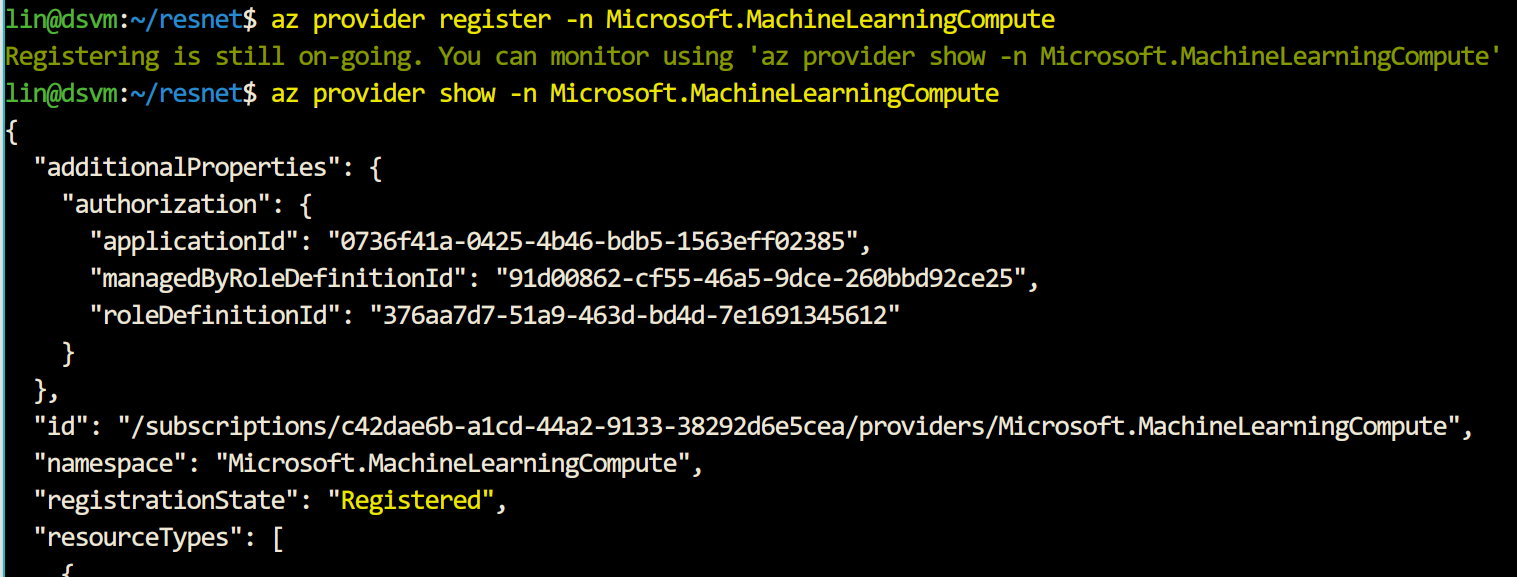 lin@dsvm:~/resnet$ az provider register -n Microsoft.MachineLearningCompute
Registering is still on-going. You can monitor using 'az provider show -n Microsoft.MachineLearningCompute'
lin@dsvm:~/resnet$ az provider show -n Microsoft.MachineLearningCompute
{
  "additionalProperties": {
    "authorization": {
      "applicationId": "0736f41a-0425-4b46-bdb5-1563eff02385",
      "managedByRoleDefinitionId": "91d00862-cf55-46a5-9dce-260bbd92ce25",
      "roleDefinitionId": "376aa7d7-51a9-463d-bd4d-7e1691345612"
    }
  },
  "id": "/subscriptions/c42dae6b-a1cd-44a2-9133-38292d6e5cea/providers/Microsoft.MachineLearningCompute",
  "namespace": "Microsoft.MachineLearningCompute",
  "registrationState": "Registered",
  "resourceTypes": [
    {